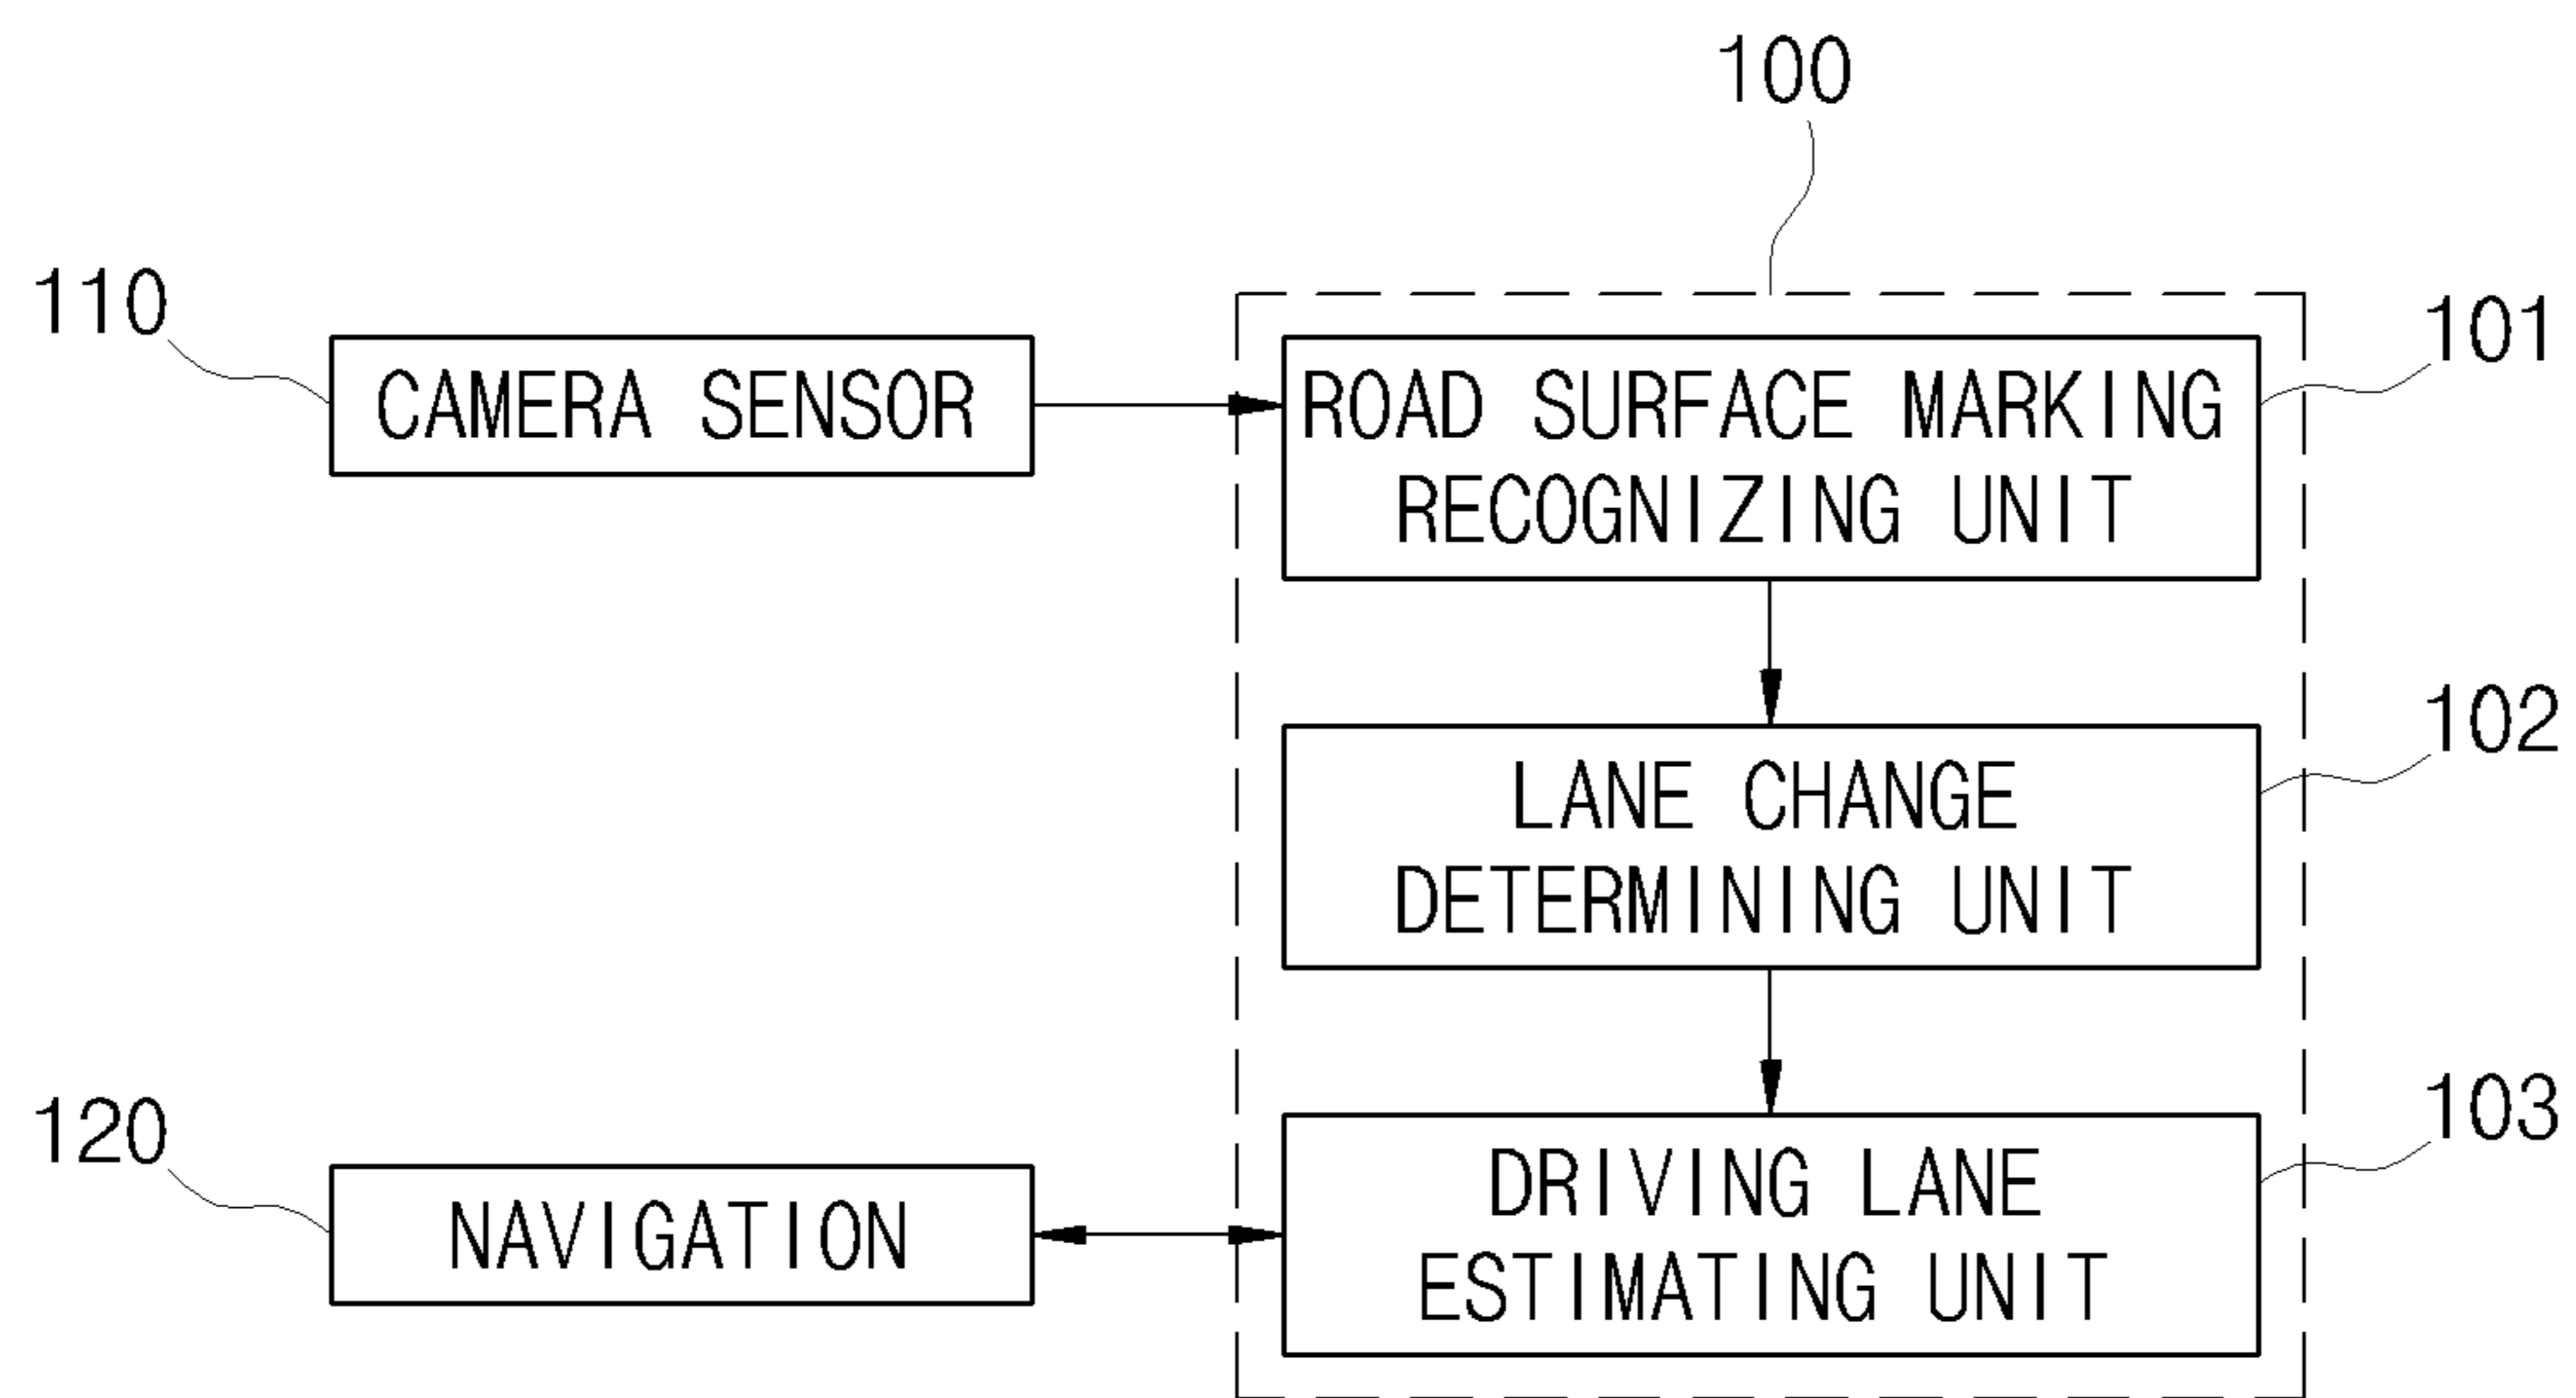 100
110
CAMERA SENSOR
ROAD SURFACE MARKING
RECOGNIZING UNIT
101
LANE CHANGE
DETERMINING UNIT
102
120
NAVIGATION
DRIVING LANE
ESTIMATING UNIT
103